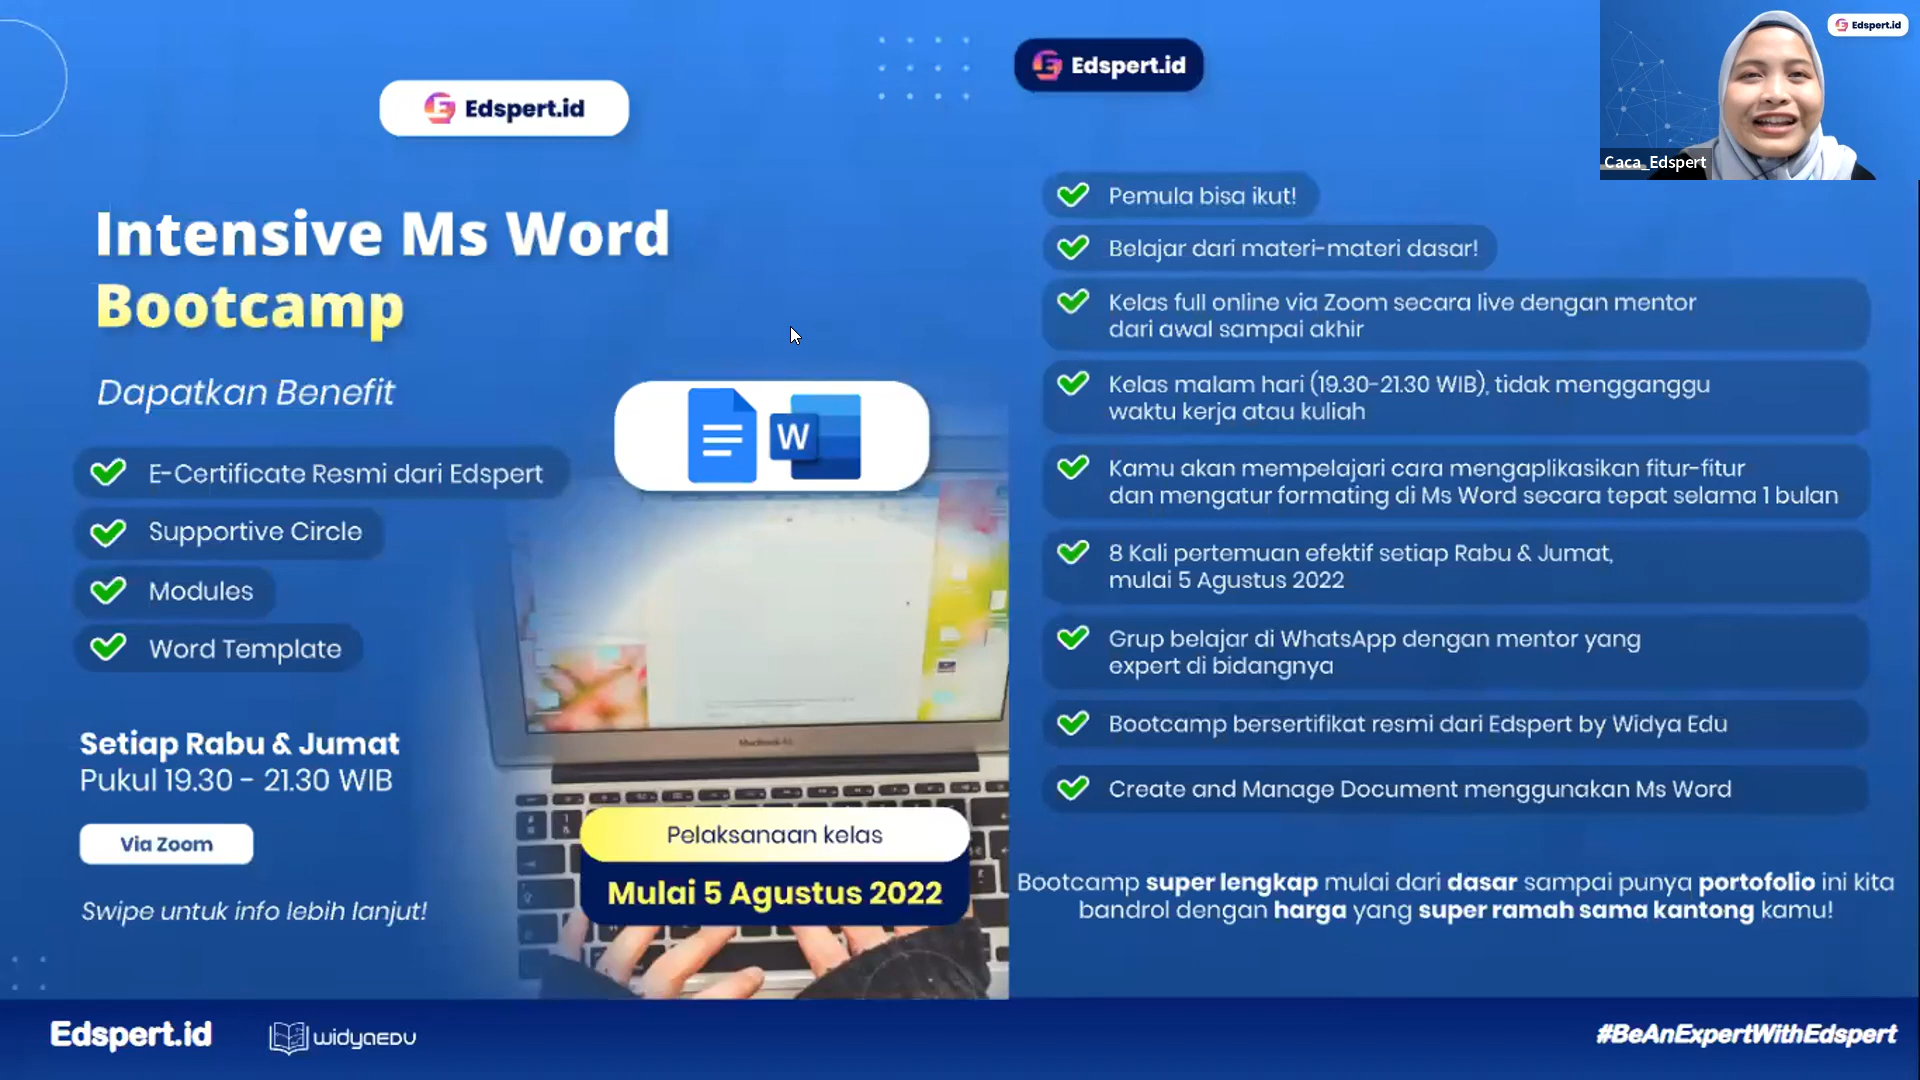 Edspert.id
Intensive Ms Word
Bootcamp
Dapatkan Benefit
E-Certificate Resmi dari Edspert
Supportive Circle
Modules
Word Template
Setiap Rabu & Jumat
Pukul 19.30 - 21.30 WIB
Via Zoom
Swipe untuk info lebih lanjut!
W
Pelaksanaan kelas
Mulai 5 Agustus 2022
Edspert.id
Pemula bisa ikut!
Belajar dari materi-materi dasar!
Kelas full online via Zoom secara live dengan mentor
dari awal sampai akhir
Kelas malam hari (19.30-21.30 WIB), tidak mengganggu
waktu kerja atau kuliah
Kamu akan mempelajari cara mengaplikasikan fitur-fitur
dan mengatur formating di Ms Word secara tepat selama 1 bulan
8 Kali pertemuan efektif setiap Rabu & Jumat,
mulai 5 Agustus 2022
Grup belajar di WhatsApp dengan mentor yang
expert di bidangnya
Bootcamp bersertifikat resmi dari Edspert by Widya Edu
Create and Manage Document menggunakan Ms Word
Bootcamp super lengkap mulai dari dasar sampai punya portofolio ini kita
bandrol dengan harga yang super ramah sama kantong kamu!
Edspert.id
Caca_Edspert
Edspert.id
WIDYAEDU
#BeAnExpertWithEdspert